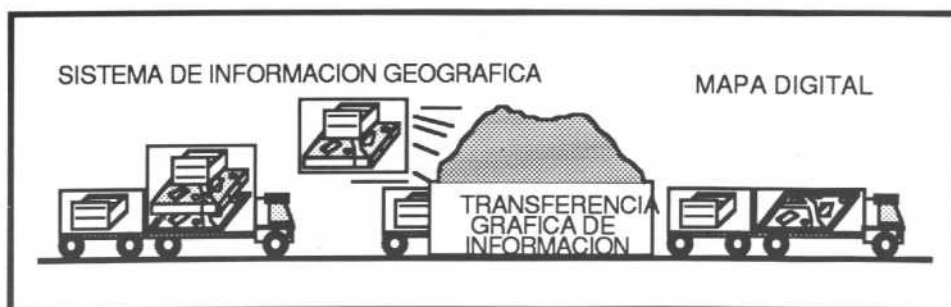 SISTEMA DE INFORMACION GEOGRAFICA
MAPA DIGITAL
TRANSFERENCIA
GRAFICA DE
INFORMACION